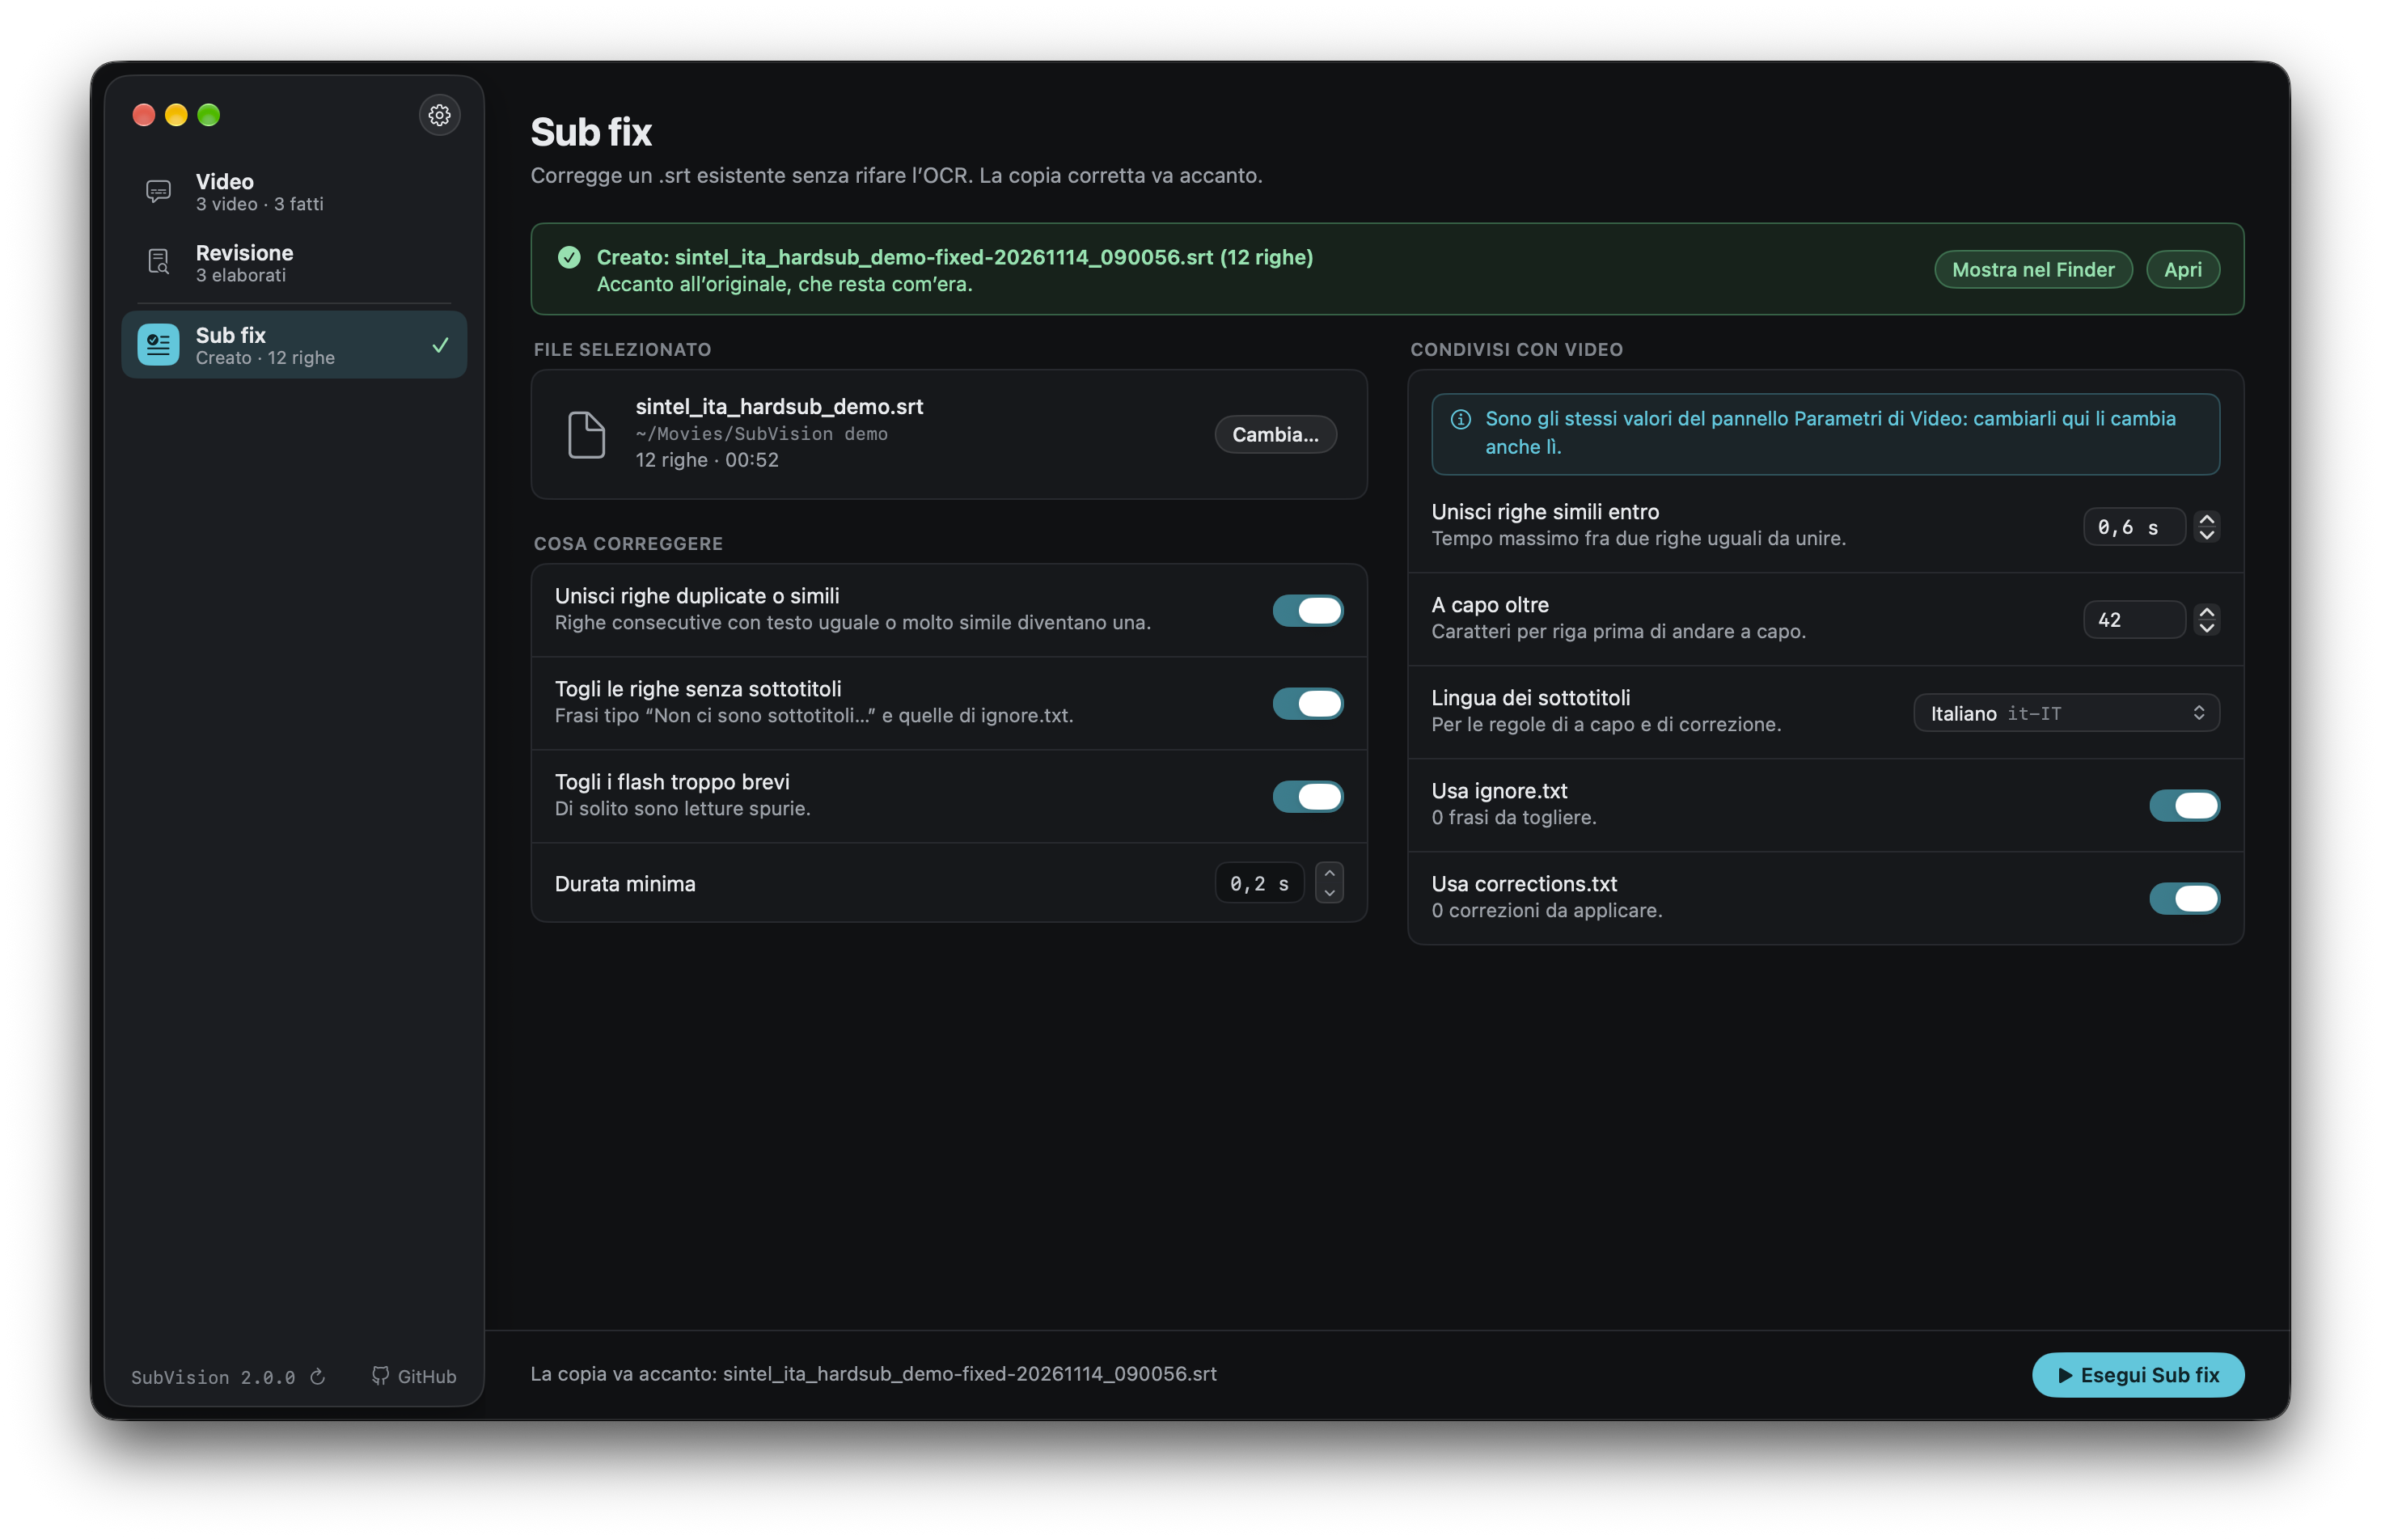 Video
3 video · 3 fatti
Revisione
3 elaborati
Sub fix
Creato · 12 righe
SubVision 2.0.0
GitHub
Sub fix
Corregge un .srt esistente senza rifare l’OCR. La copia corretta va accanto.
Creato: sintel_ita_hardsub_demo-fixed-20261114_090056.srt (12 righe)
Accanto all’originale, che resta com’era.
Mostra nel Finder
Apri
FILE SELEZIONATO
sintel_ita_hardsub_demo.srt
~/Movies/SubVision demo
12 righe · 00:52
Cambia…
COSA CORREGGERE
Unisci righe duplicate o simili
Righe consecutive con testo uguale o molto simile diventano una.
Togli le righe senza sottotitoli
Frasi tipo “Non ci sono sottotitoli…” e quelle di ignore.txt.
Togli i flash troppo brevi
Di solito sono letture spurie.
Durata minima
0,2 s
CONDIVISI CON VIDEO
Sono gli stessi valori del pannello Parametri di Video: cambiarli qui li cambia
anche lì.
Unisci righe simili entro
Tempo massimo fra due righe uguali da unire.
0,6 s
A capo oltre
Caratteri per riga prima di andare a capo.
42
Lingua dei sottotitoli
Per le regole di a capo e di correzione.
Italiano it-IT
Usa ignore.txt
0 frasi da togliere.
Usa corrections.txt
0 correzioni da applicare.
La copia va accanto: sintel_ita_hardsub_demo-fixed-20261114_090056.srt
Esegui Sub fix